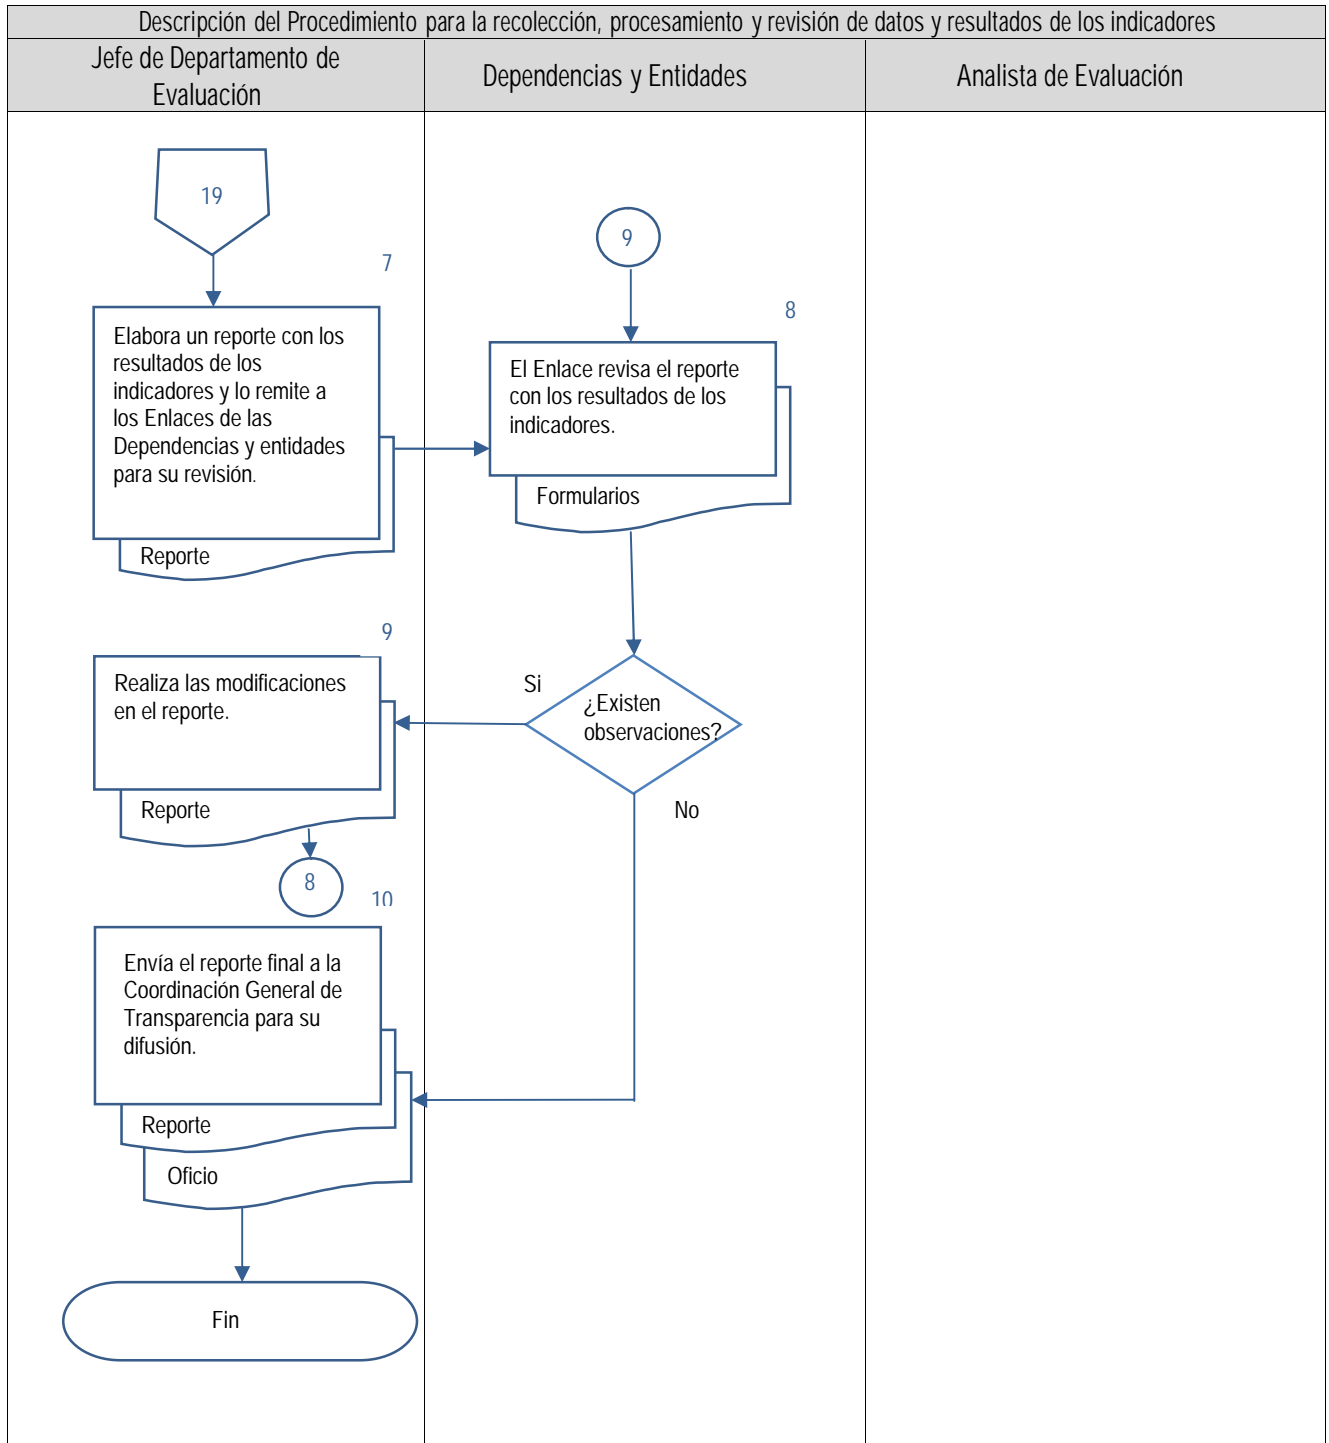 Descripción del Procedimiento para la recolección, procesamiento y revisión de datos y resultados de los indicadores
Jefe de Departamento de
Evaluación
Dependencias y Entidades
Analista de Evaluación
19
7
Elabora un reporte con los
resultados de los
indicadores y lo remite a
los Enlaces de las
Dependencias y entidades
para su revisión.
Reporte
9
8
El Enlace revisa el reporte
con los resultados de los
indicadores.
Formularios
¿Existen
observaciones?
Si
No
9
Realiza las modificaciones
en el reporte.
Reporte
8
10
Envía el reporte final a la
Coordinación General de
Transparencia para su
difusión.
Reporte
Oficio
Fin